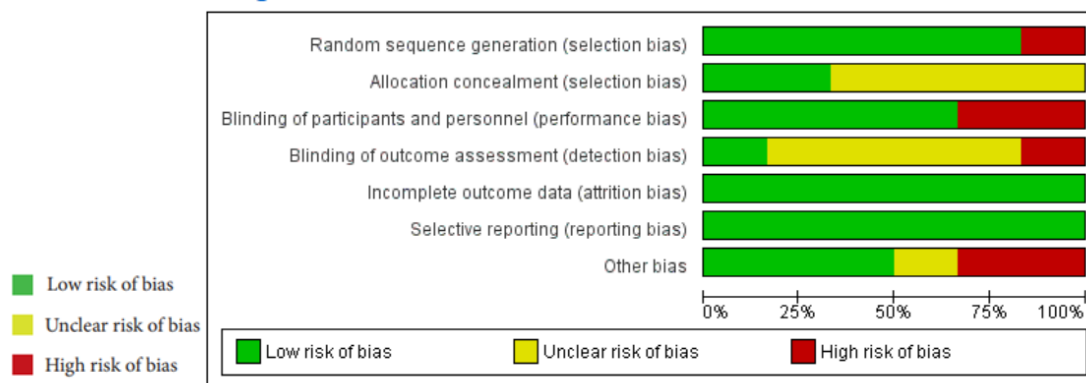 Random sequence generation (selection bias)
Allocation concealment (selection bias)
Blinding of participants and personnel (performance bias)
Blinding of outcome assessment (detection bias)
Incomplete outcome data (attrition bias)
Selective reporting (reporting bias)
Other bias
0% 25% 50% 75% 100%
Low risk of bias Unclear risk of bias High risk of bias
Low risk of bias
Unclear risk of bias
High risk of bias